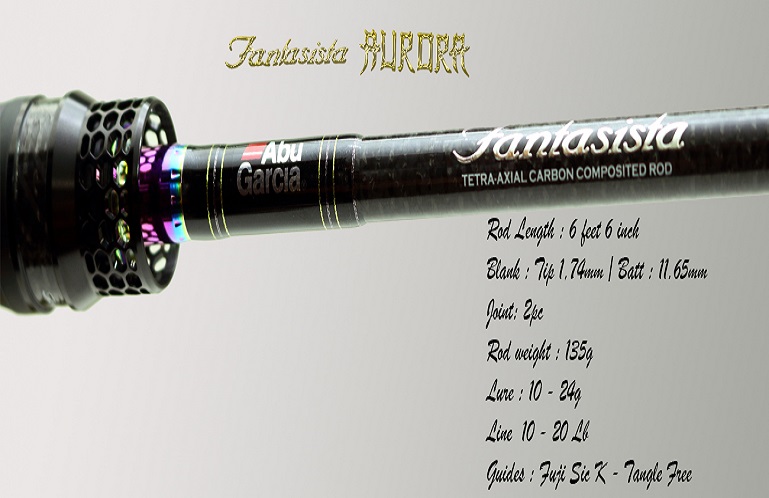 Fantasista AURORA
Abu
Garcia
Fantasista
TETRA-AXIAL CARBON COMPOSITED ROD
Rod Length : 6 feet 6 inch
Blank : Tip 1.74mm | Batt : 11.65mm
Joint: 2pc
Rod weight : 135g
Lure : 10 - 24g
Line 10 - 20 Lb
Guides : Fuji Sic K - Tangle Free